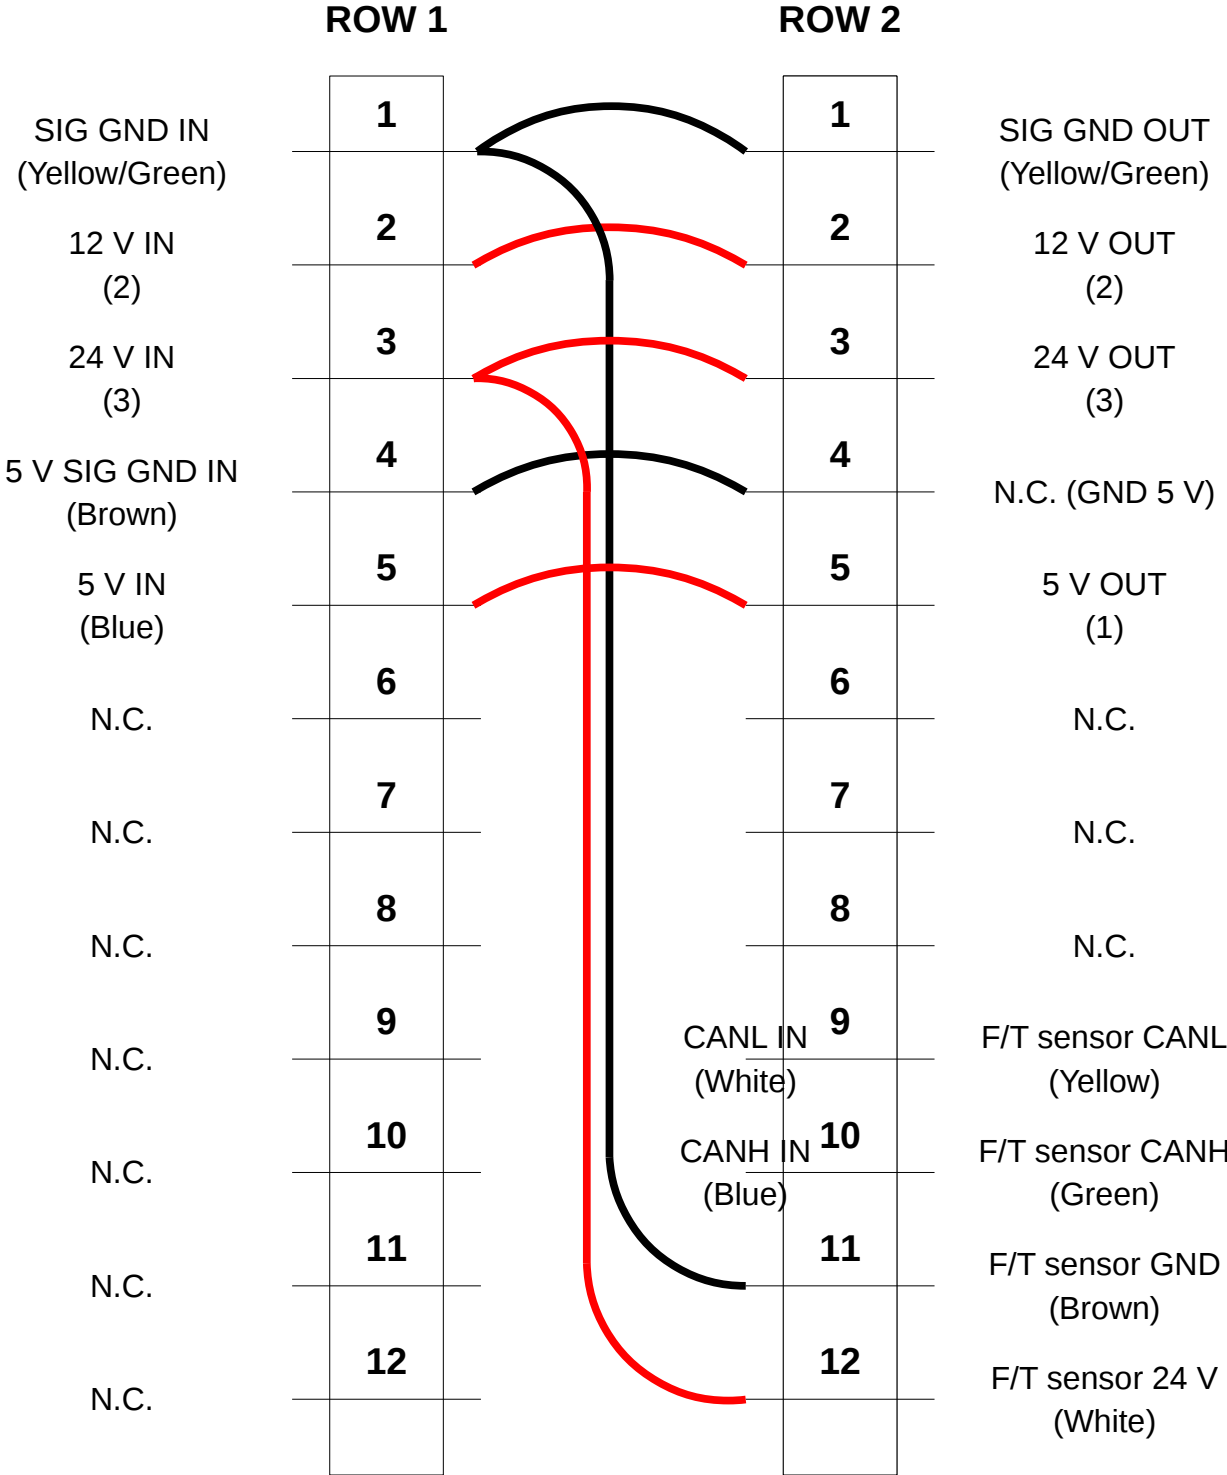 ROW 1
ROW 2
SIG GND IN
(Yellow/Green)
1
1
SIG GND OUT
(Yellow/Green)
12 V IN
(2)
2
2
12 V OUT
(2)
24 V IN
(3)
3
3
24 V OUT
(3)
5 V SIG GND IN
(Brown)
4
4
N.C. (GND 5 V)
5 V IN
(Blue)
5
5
5 V OUT
(1)
N.C.
6
6
N.C.
N.C.
7
7
N.C.
N.C.
8
8
N.C.
N.C.
9
CANL IN
(White)
9
F/T sensor CANL
(Yellow)
N.C.
10
CANH IN
(Blue)
10
F/T sensor CANH
(Green)
N.C.
11
11
F/T sensor GND
(Brown)
N.C.
12
12
F/T sensor 24 V
(White)